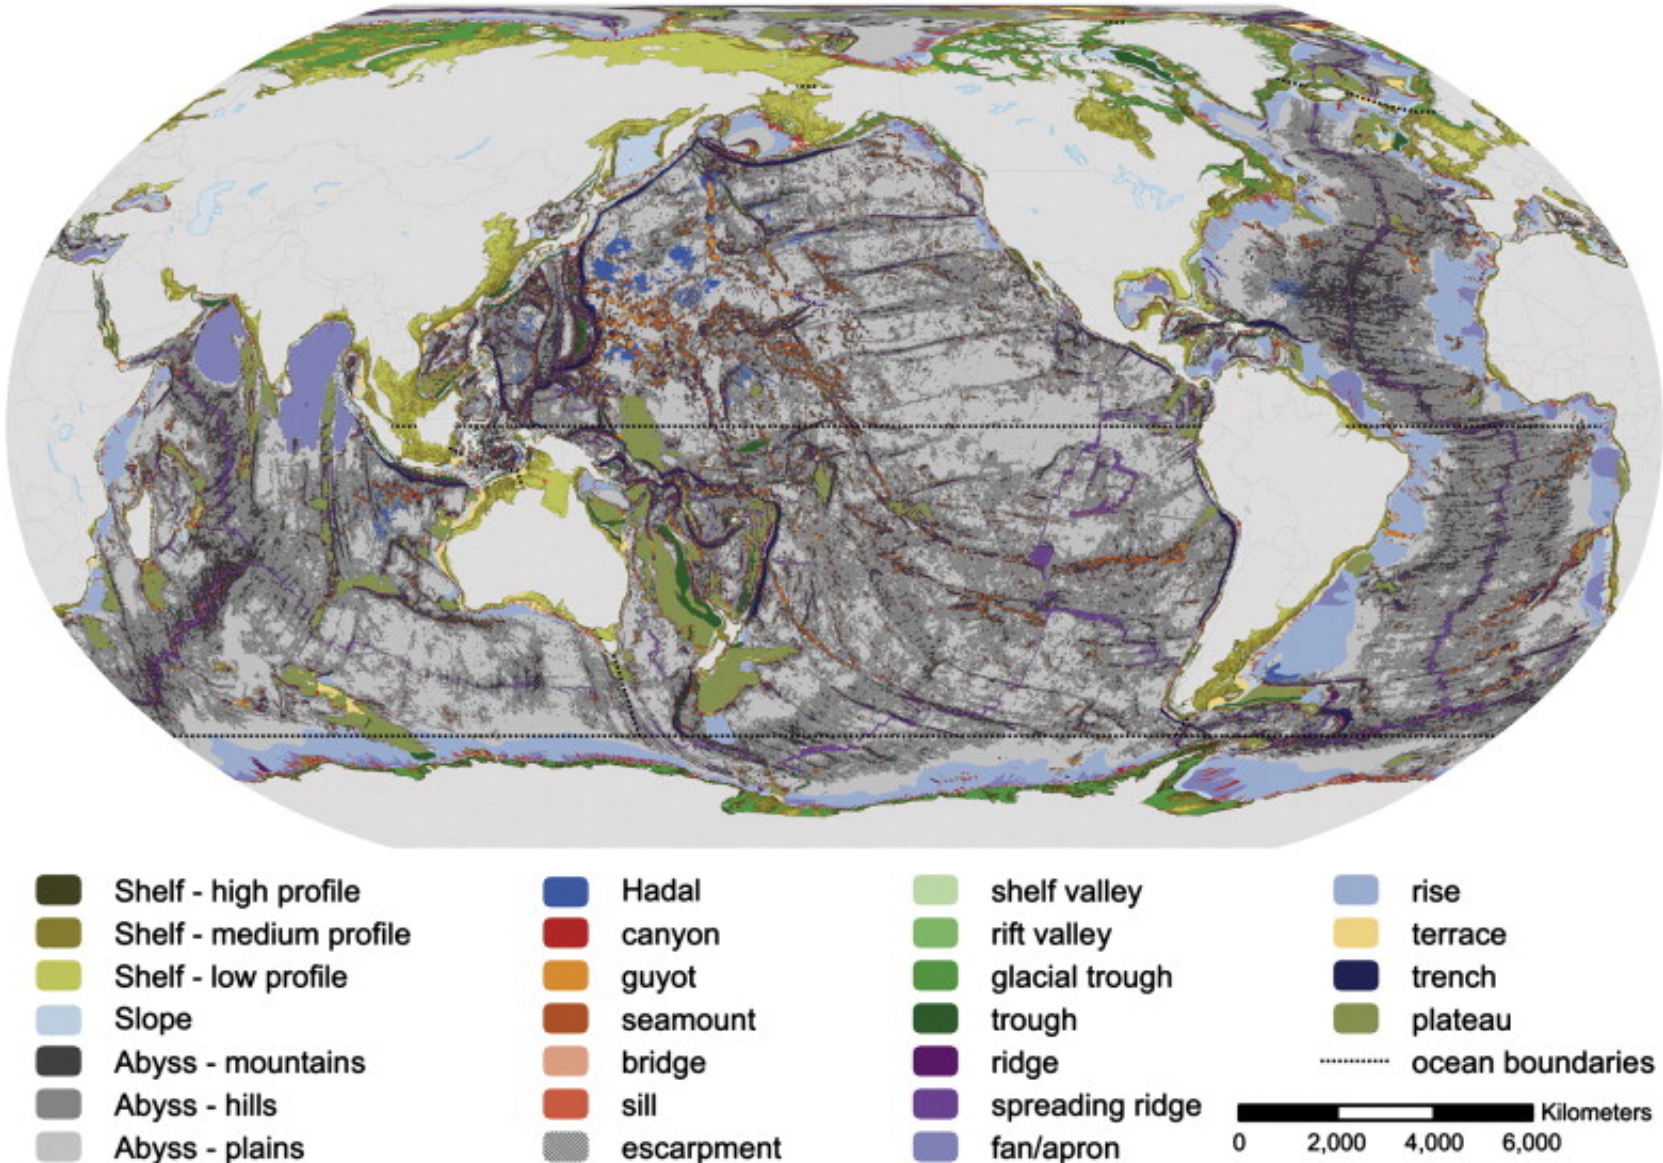 Shelf - high profile
Shelf - medium profile
Shelf - low profile
Slope
Abyss - mountains
Abyss - hills
Abyss - plains
Hadal
canyon
guyot
seamount
bridge
sill
escarpment
shelf valley
rift valley
glacial trough
trough
ridge
spreading ridge
fan/apron
rise
terrace
trench
plateau
ocean boundaries
Kilometers
0 2,000 4,000 6,000